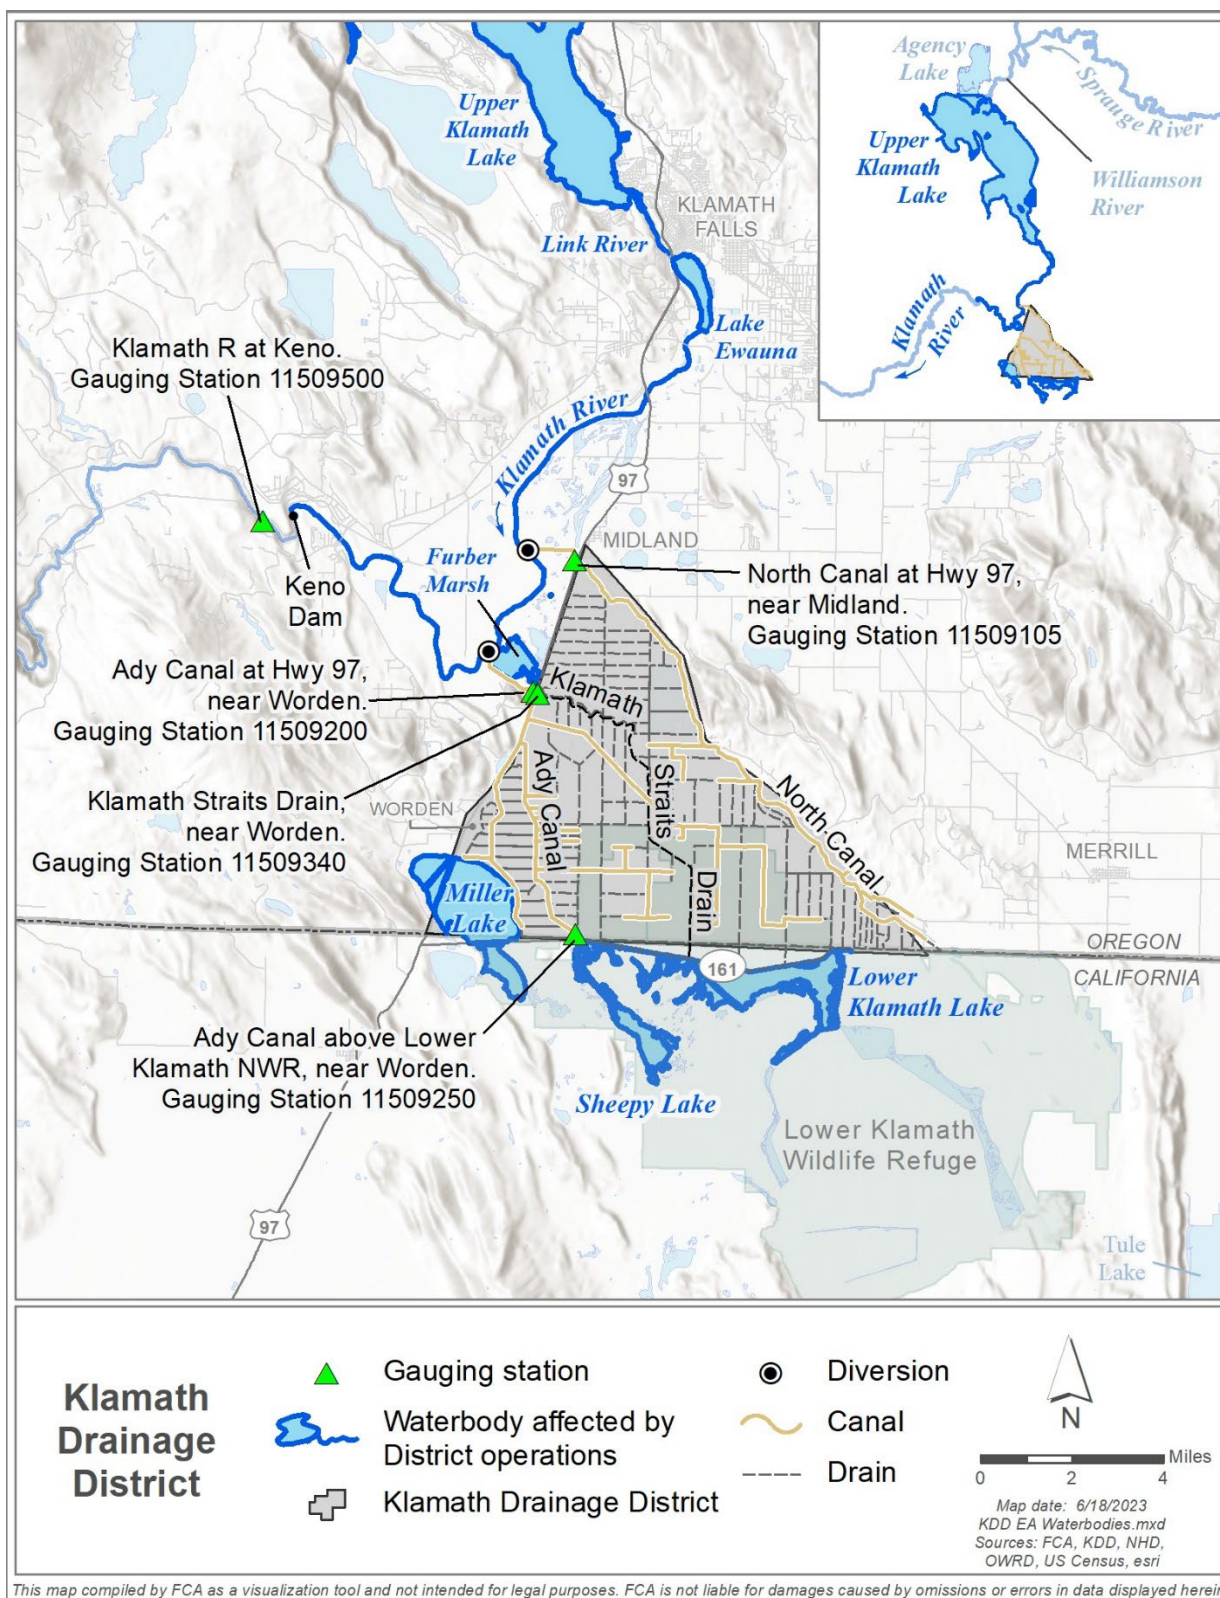 Upper
Klamath
Lake
KLAMATH
FALLS
Link River
Lake
Ewauna
Agency
Lake
Sprauge River
Upper
Klamath
Lake
Williamson
River
Klamath
River
Klamath R at Keno.
Gauging Station 11509500
Klamath River
97
MIDLAND
Furber
Marsh
Keno
Dam
North Canal at Hwy 97,
near Midland.
Gauging Station 11509105
Ady Canal at Hwy 97,
near Worden.
Gauging Station 11509200
Klamath
Straits
Drain
Ady Canal
North Canal
Klamath Straits Drain,
near Worden.
Gauging Station 11509340
WORDEN
MERRILL
Miller
Lake
OREGON
CALIFORNIA
161
Lower
Klamath Lake
Ady Canal above Lower
Klamath NWR, near Worden.
Gauging Station 11509250
Sheepy Lake
Lower Klamath
Wildlife Refuge
97
Tule
Lake
Klamath
Drainage
District
Gauging station
Waterbody affected by
District operations
Klamath Drainage District
Diversion
Canal
Drain
N
Miles
0 2 4
Map date: 6/18/2023
KDD EA Waterbodies.mxd
Sources: FCA, KDD, NHD,
OWRD, US Census, esri
This map compiled by FCA as a visualization tool and not intended for legal purposes. FCA is not liable for damages caused by omissions or errors in data displayed herein